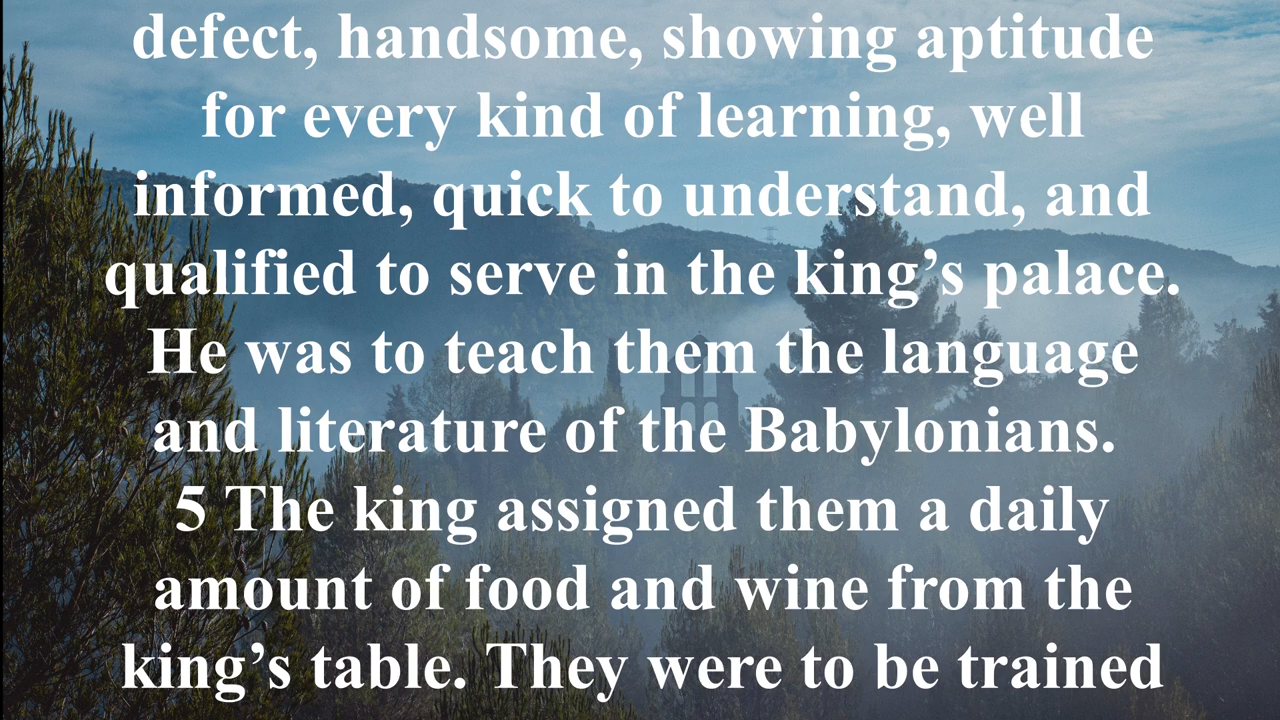 defect, handsome, showing aptitude
for every kind of learning, well
informed, quick to understand, and
qualified to serve in the king’s palace.
He was to teach them the language
and literature of the Babylonians.
5 The king assigned them a daily
amount of food and wine from the
king’s table. They were to be trained